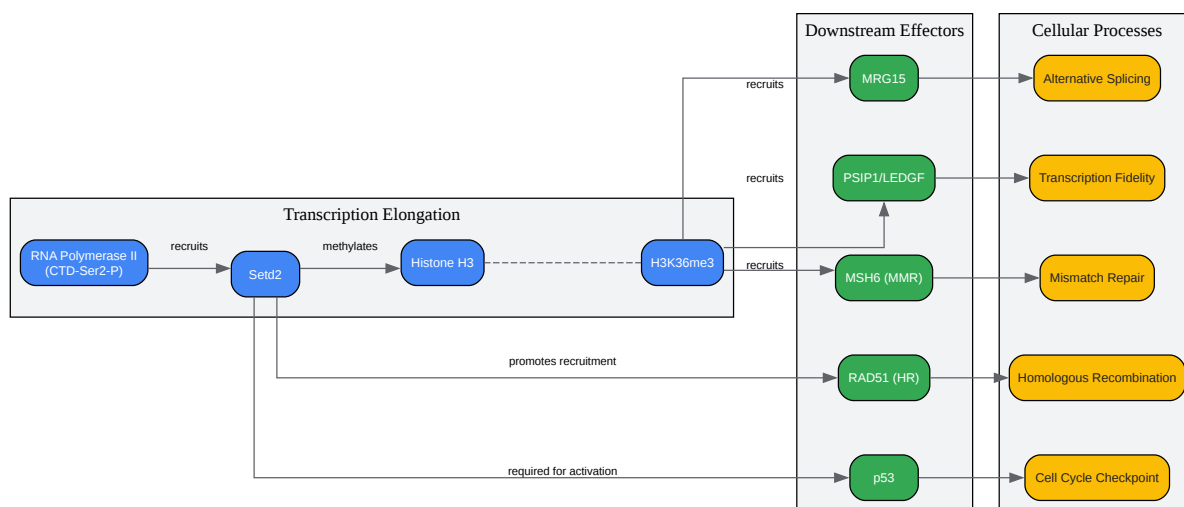 Downstream Effectors
Cellular Processes
MRG15
Alternative Splicing
recruits
PSIP1/LEDGF
Transcription Fidelity
recruits
Transcription Elongation
RNA Polymerase II
(CTD-Ser2-P)
recruits
Setd2
methylates
Histone H3
H3K36me3
recruits
MSH6 (MMR)
Mismatch Repair
promotes recruitment
RAD51 (HR)
Homologous Recombination
required for activation
p53
Cell Cycle Checkpoint